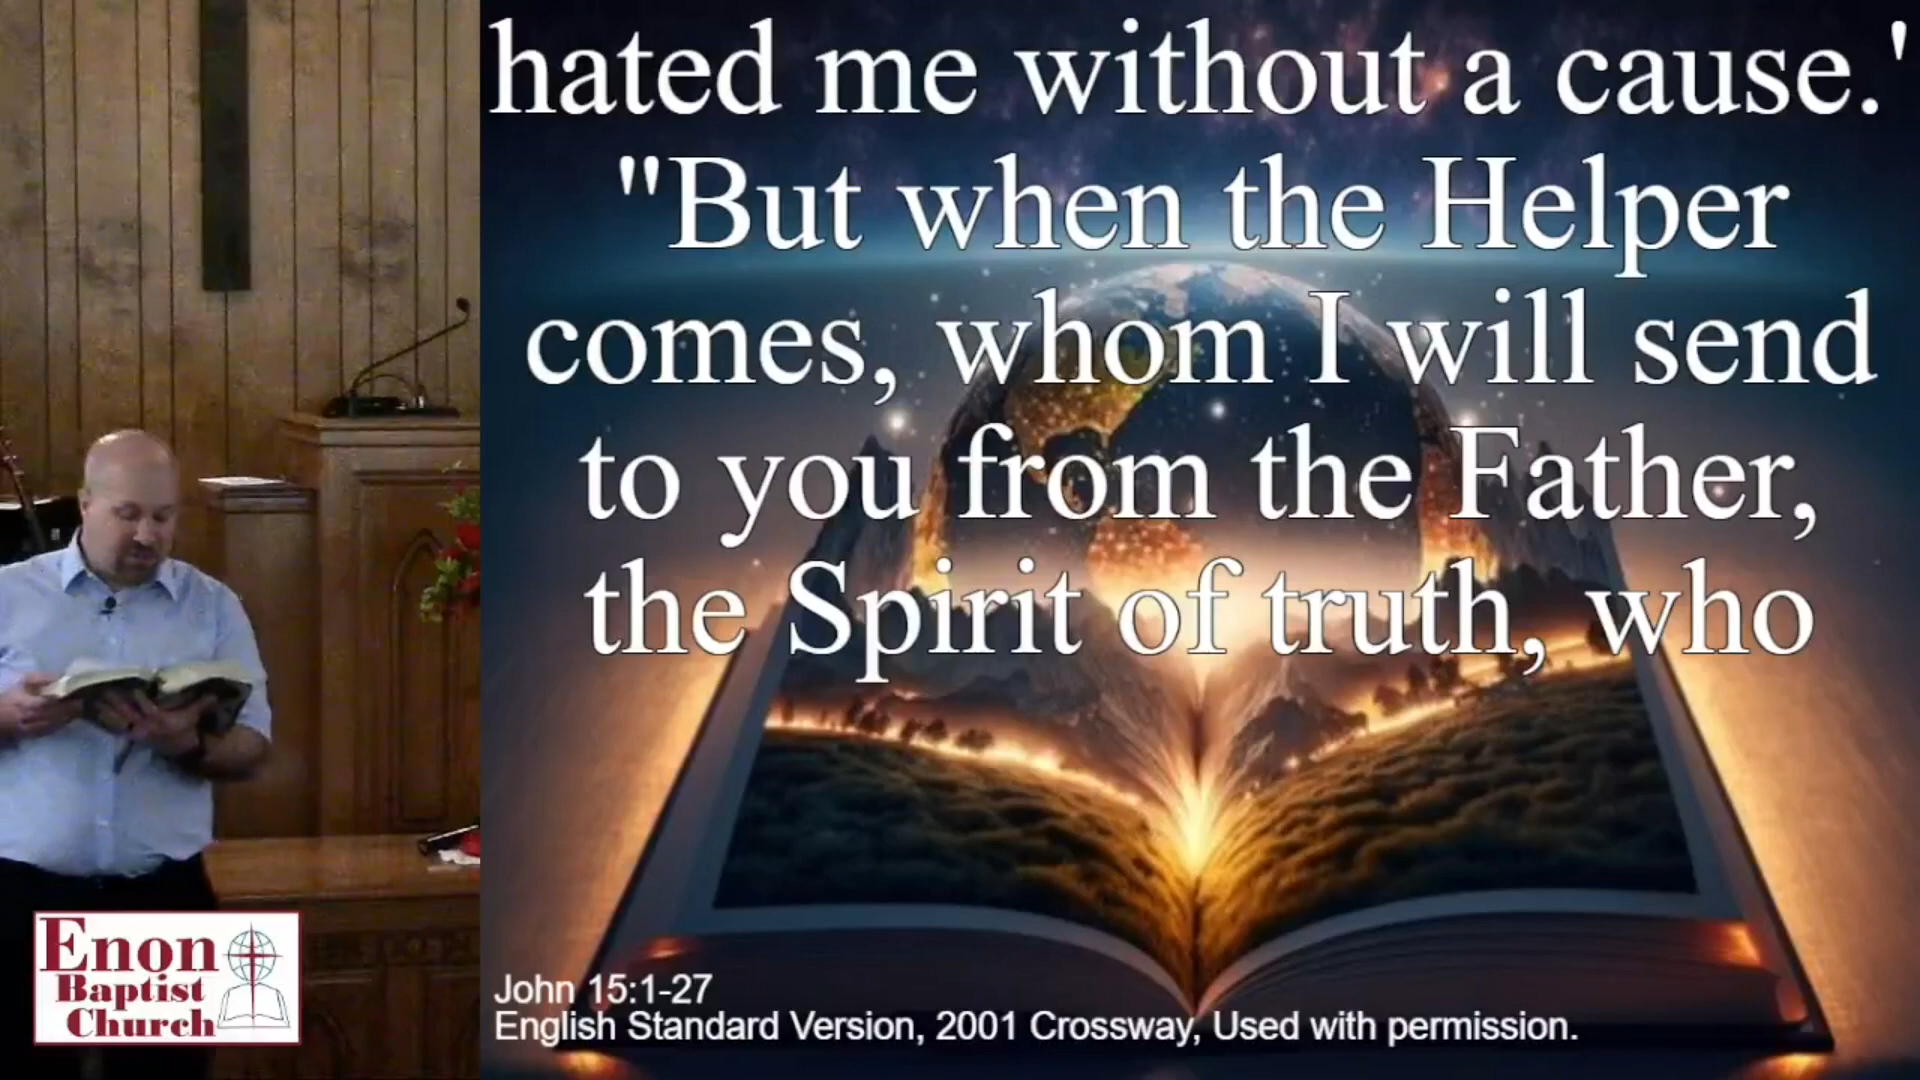 hated me without a cause.'
"But when the Helper
comes, whom I will send
to you from the Father,
the Spirit of truth, who
John 15:1-27
English Standard Version, 2001 Crossway, Used with permission.
Enon
Baptist
Church